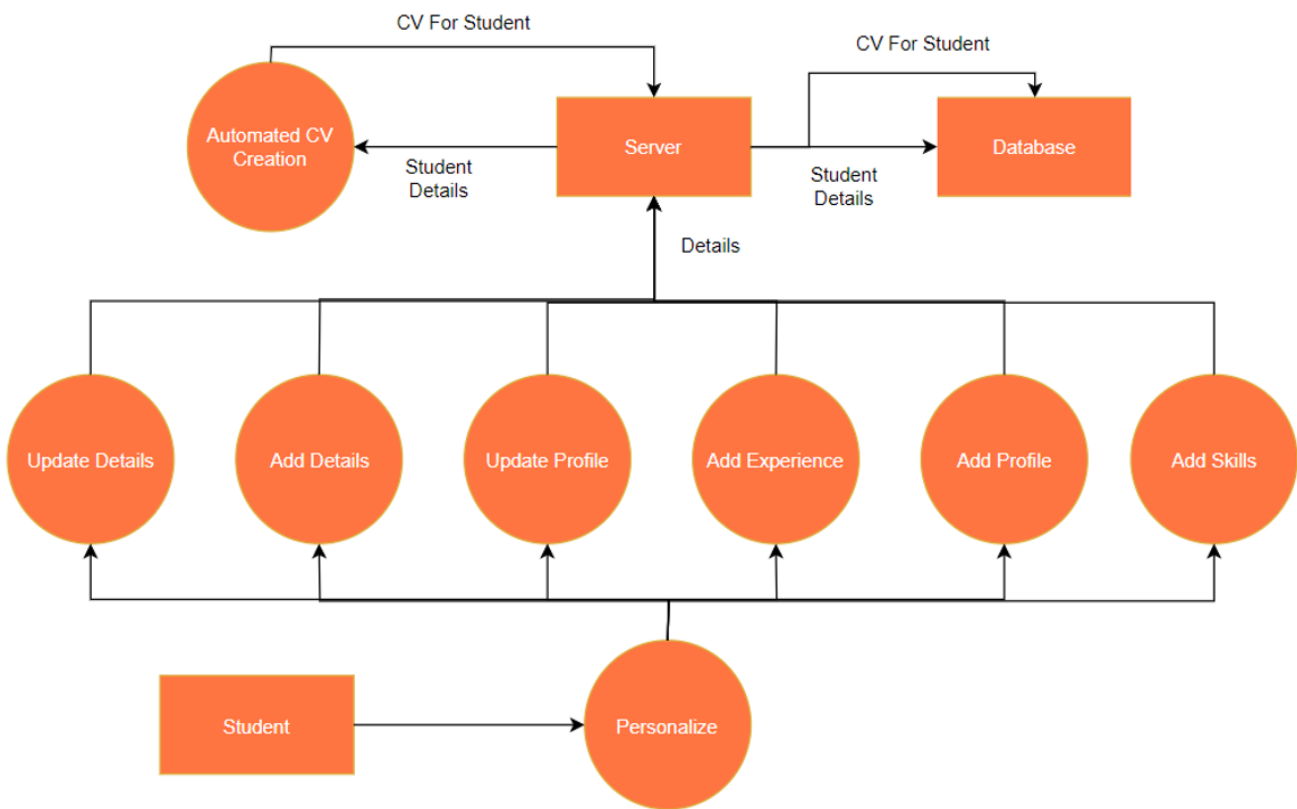 CV For Student
CV For Student
Automated CV
Creation
Server
Database
Student
Details
Student
Details
Details
Update Details
Add Details
Update Profile
Add Experience
Add Profile
Add Skills
Student
Personalize